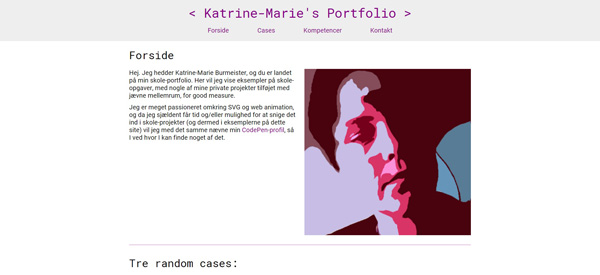 < Katrine-Marie's Portfolio >
Forside Cases Kompetencer Kontakt
Forside
Hej. Jeg hedder Katrine-Marie Burmeister, og du er landet
på min skole-portfolio. Her vil jeg vise eksempler på skole-
opgaver, med nogle af mine private projekter tilføjet med
jævne mellemrum, for good measure.
Jeg er meget passioneret omkring SVG og web animation,
og da jeg sjældent får tid og/eller mulighed for at snige det
ind i skole-projekter (og dermed i eksemplerne på dette
site) vil jeg med det samme nævne min CodePen-profil, så
I ved hvor I kan finde noget af det.
Tre random cases: